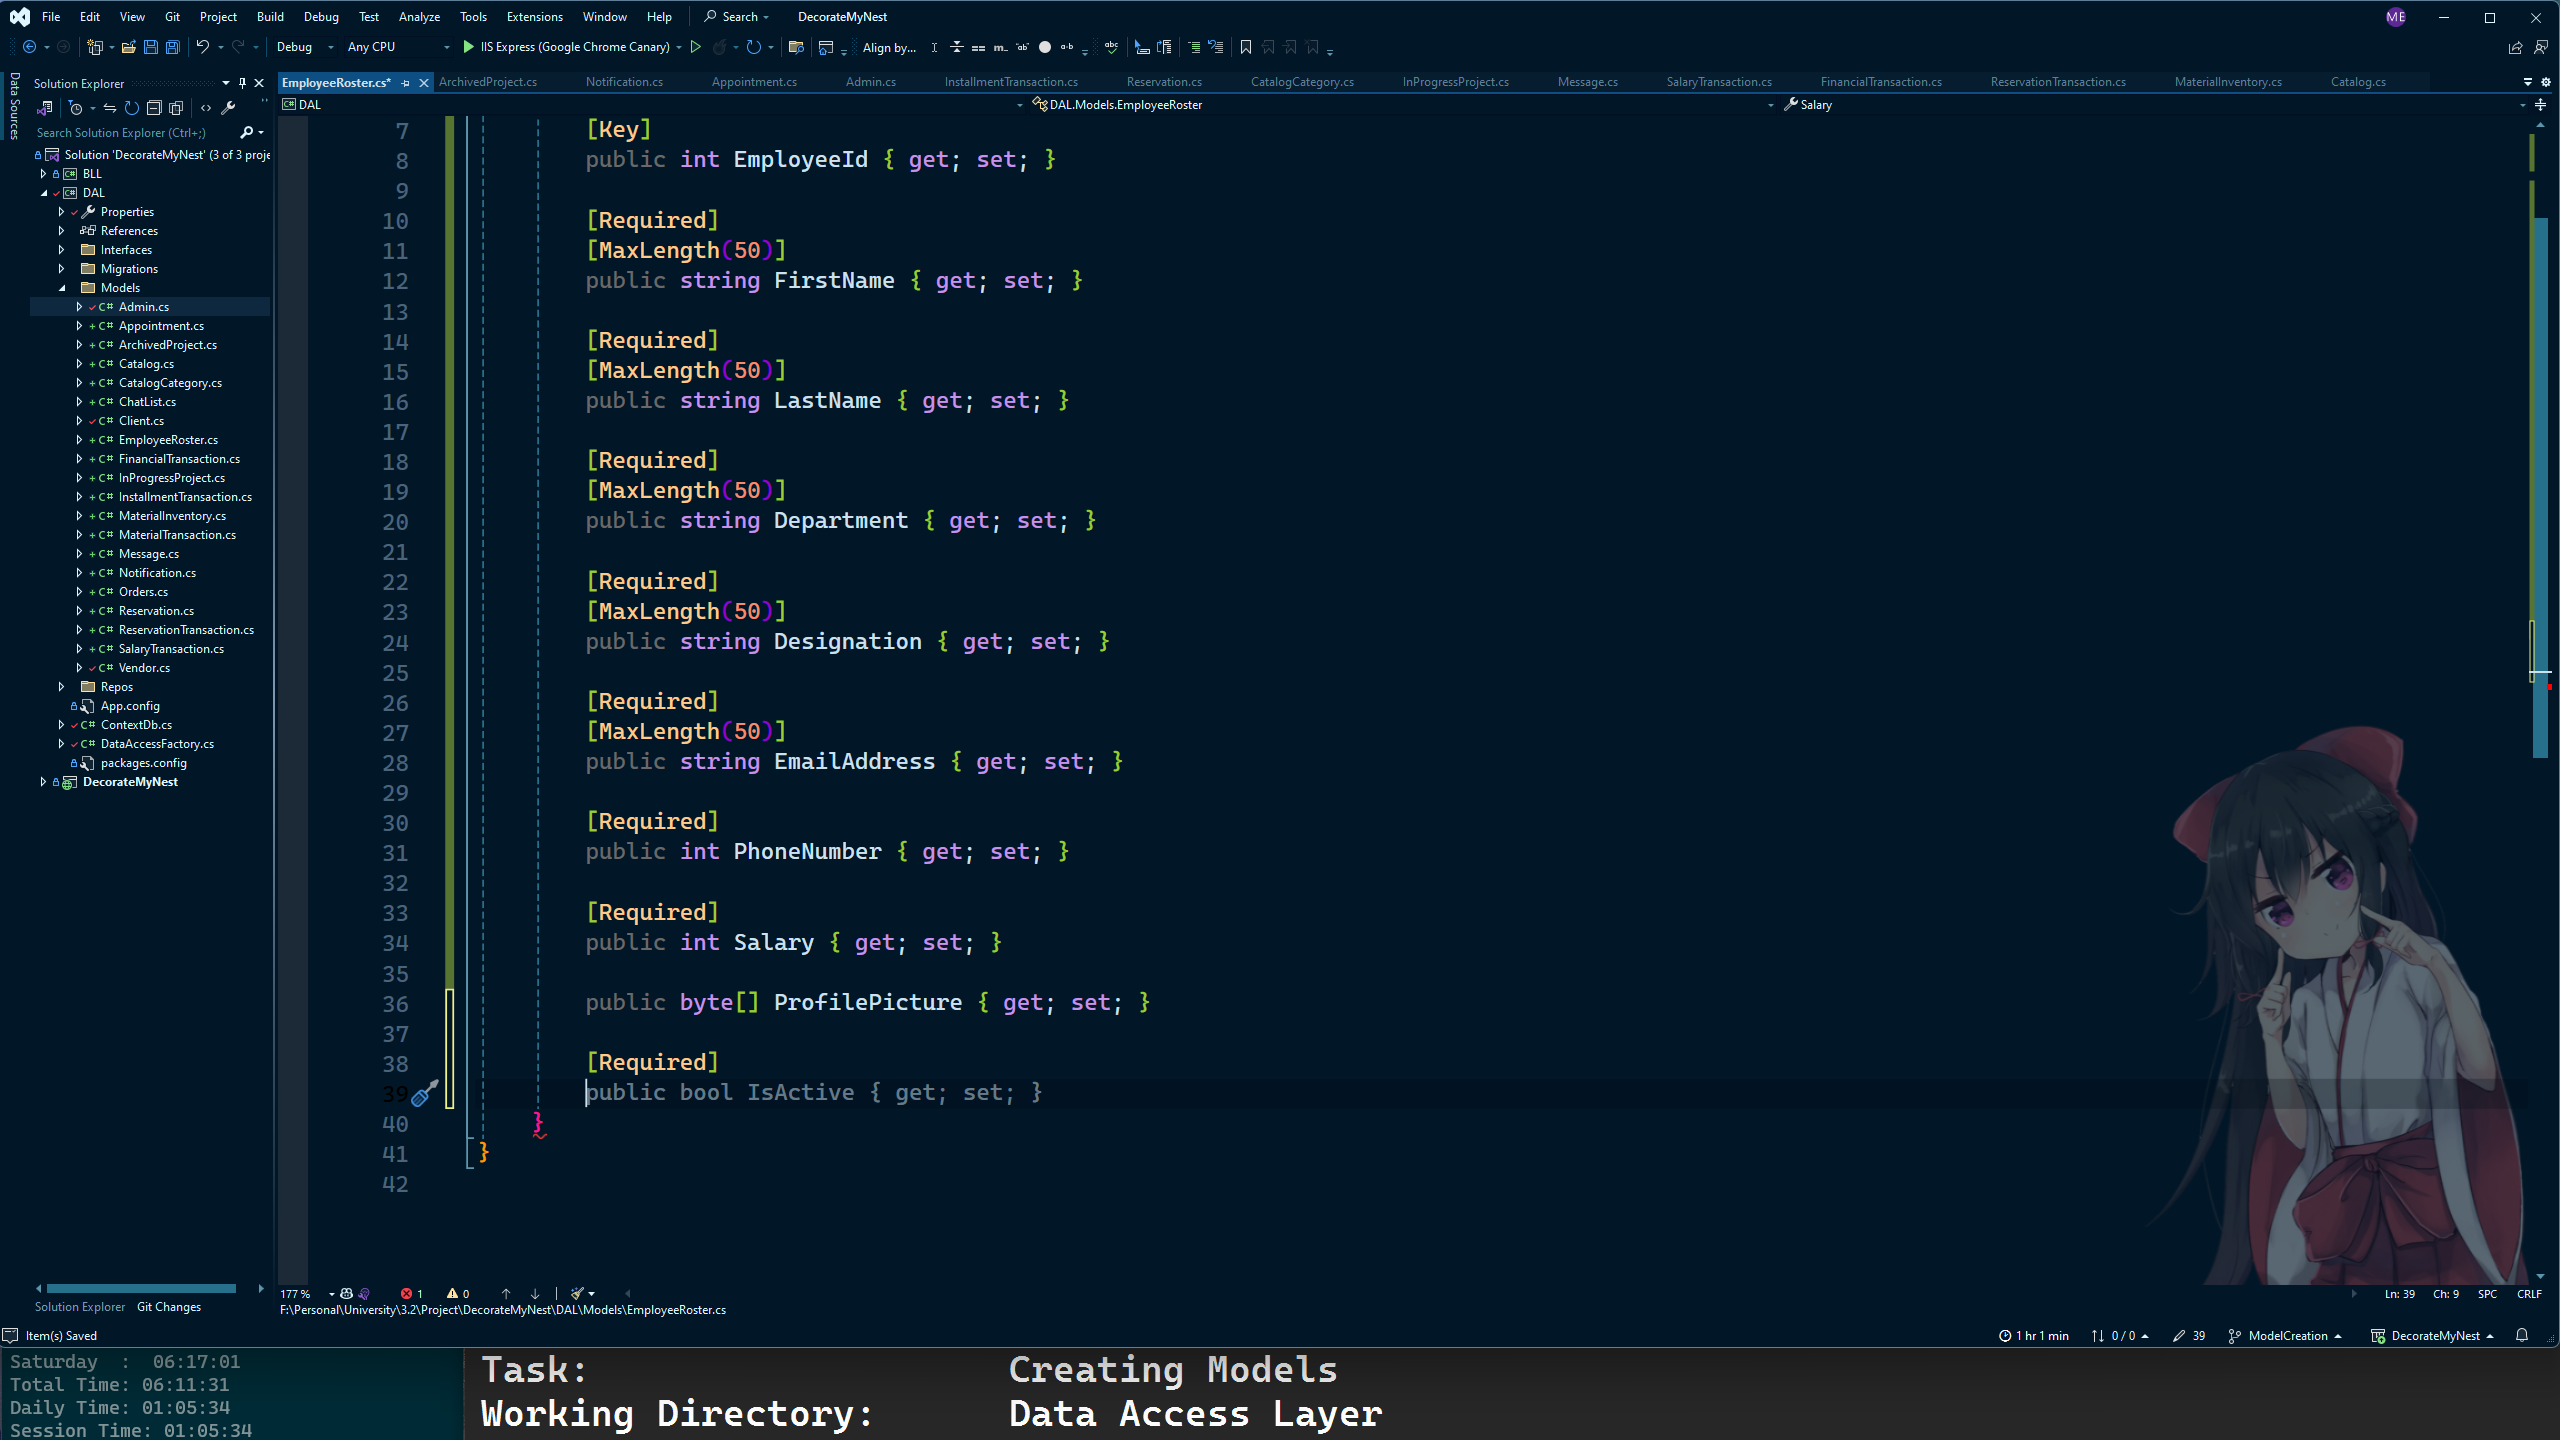 File Edit View Git Project Build Debug Test Analyze Tools Extensions Window Help Search DecorateMyNest ME
Debug Any CPU IIS Express (Google Chrome Canary) Align by...
Data Sources
Solution Explorer
Search Solution Explorer (Ctrl+;)
Solution 'DecorateMyNest' (3 of 3 proje
BLL
DAL
Properties
References
Interfaces
Migrations
Models
Admin.cs
Appointment.cs
ArchivedProject.cs
Catalog.cs
CatalogCategory.cs
ChatList.cs
Client.cs
EmployeeRoster.cs
FinancialTransaction.cs
InProgressProject.cs
InstallmentTransaction.cs
MaterialInventory.cs
MaterialTransaction.cs
Message.cs
Notification.cs
Orders.cs
Reservation.cs
ReservationTransaction.cs
SalaryTransaction.cs
Vendor.cs
Repos
App.config
ContextDb.cs
DataAccessFactory.cs
packages.config
DecorateMyNest
Solution Explorer Git Changes
EmployeeRoster.cs* ArchivedProject.cs Notification.cs Appointment.cs Admin.cs InstallmentTransaction.cs Reservation.cs CatalogCategory.cs InProgressProject.cs Message.cs SalaryTransaction.cs FinancialTransaction.cs ReservationTransaction.cs MaterialInventory.cs Catalog.cs
DAL DAL.Models.EmployeeRoster Salary
7 [Key]
8 public int EmployeeId { get; set; }
9
10 [Required]
11 [MaxLength(50)]
12 public string FirstName { get; set; }
13
14 [Required]
15 [MaxLength(50)]
16 public string LastName { get; set; }
17
18 [Required]
19 [MaxLength(50)]
20 public string Department { get; set; }
21
22 [Required]
23 [MaxLength(50)]
24 public string Designation { get; set; }
25
26 [Required]
27 [MaxLength(50)]
28 public string EmailAddress { get; set; }
29
30 [Required]
31 public int PhoneNumber { get; set; }
32
33 [Required]
34 public int Salary { get; set; }
35
36 public byte[] ProfilePicture { get; set; }
37
38 [Required]
39 public bool IsActive { get; set; }
40 }
41 }
42
177 % 1 0 Ln: 39 Ch: 9 SPC CRLF
F:\Personal\University\3.2\Project\DecorateMyNest\DAL\Models\EmployeeRoster.cs
Item(s) Saved 1 hr 1 min 0 / 0 39 ModelCreation DecorateMyNest
Saturday : 06:17:01
Total Time: 06:11:31
Daily Time: 01:05:34
Session Time: 01:05:34
Task: Creating Models
Working Directory: Data Access Layer